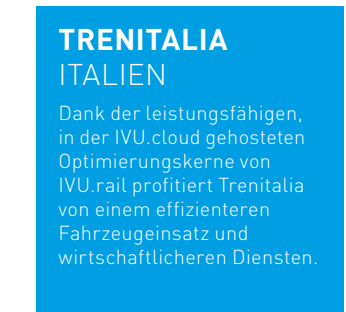 TRENITALIA
ITALIEN
Dank der leistungsfähigen,
in der IVU.cloud gehosteten
Optimierungskerne von
IVU.rail profitiert Trenitalia
von einem effizienteren
Fahrzeugeinsatz und
wirtschaftlicheren Diensten.